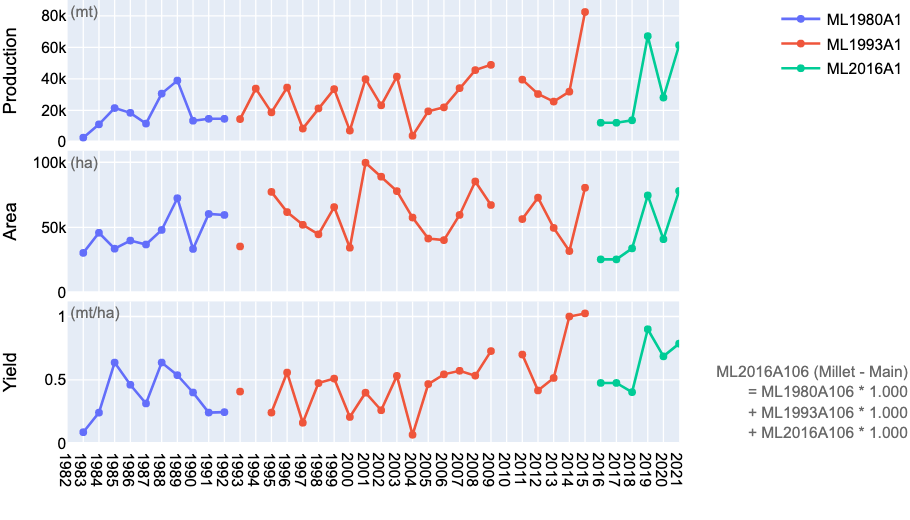 Production
(mt)
80k
60k
40k
20k
0
Area
(ha)
100k
50k
0
Yield
(mt/ha)
1
0.5
0
1982
1983
1984
1985
1986
1987
1988
1989
1990
1991
1992
1993
1994
1995
1996
1997
1998
1999
2000
2001
2002
2003
2004
2005
2006
2007
2008
2009
2010
2011
2012
2013
2014
2015
2016
2017
2018
2019
2020
2021
ML1980A1
ML1993A1
ML2016A1
ML2016A106 (Millet - Main)
= ML1980A106 * 1.000
+ ML1993A106 * 1.000
+ ML2016A106 * 1.000